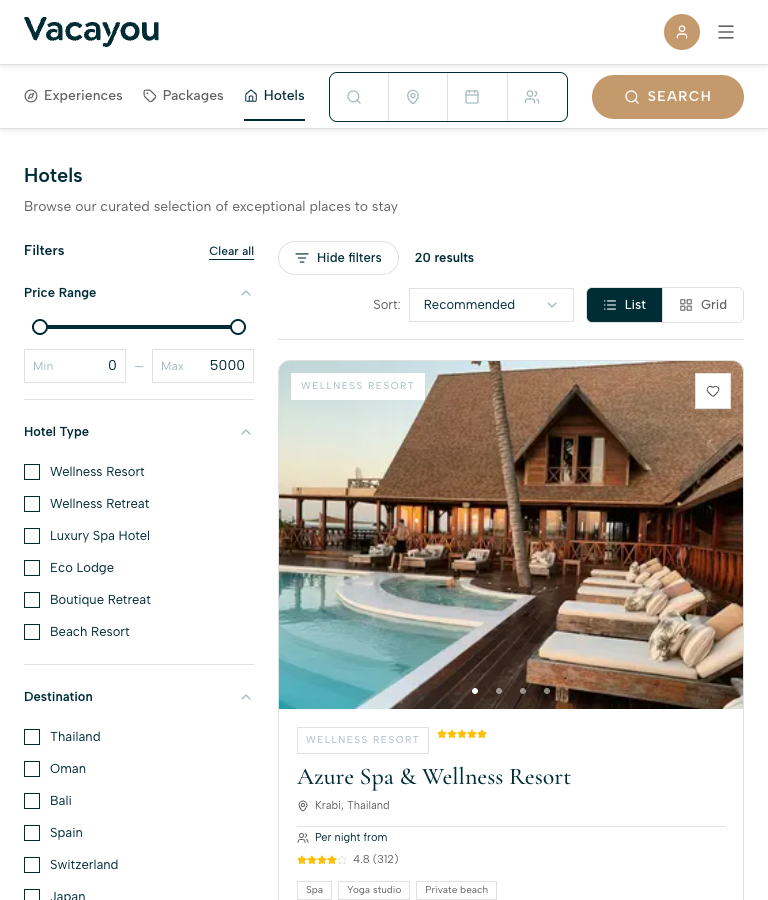 Vacayou
Experiences
Packages
Hotels
SEARCH
Hotels
Browse our curated selection of exceptional places to stay
Filters
Clear all
Hide filters
20 results
Price Range
Sort:
Recommended
List
Grid
Min 0 – Max 5000
Hotel Type
Wellness Resort
Wellness Retreat
Luxury Spa Hotel
Eco Lodge
Boutique Retreat
Beach Resort
Destination
Thailand
Oman
Bali
Spain
Switzerland
Japan
WELLNESS RESORT
WELLNESS RESORT
Azure Spa & Wellness Resort
Krabi, Thailand
Per night from
4.8 (312)
Spa
Yoga studio
Private beach